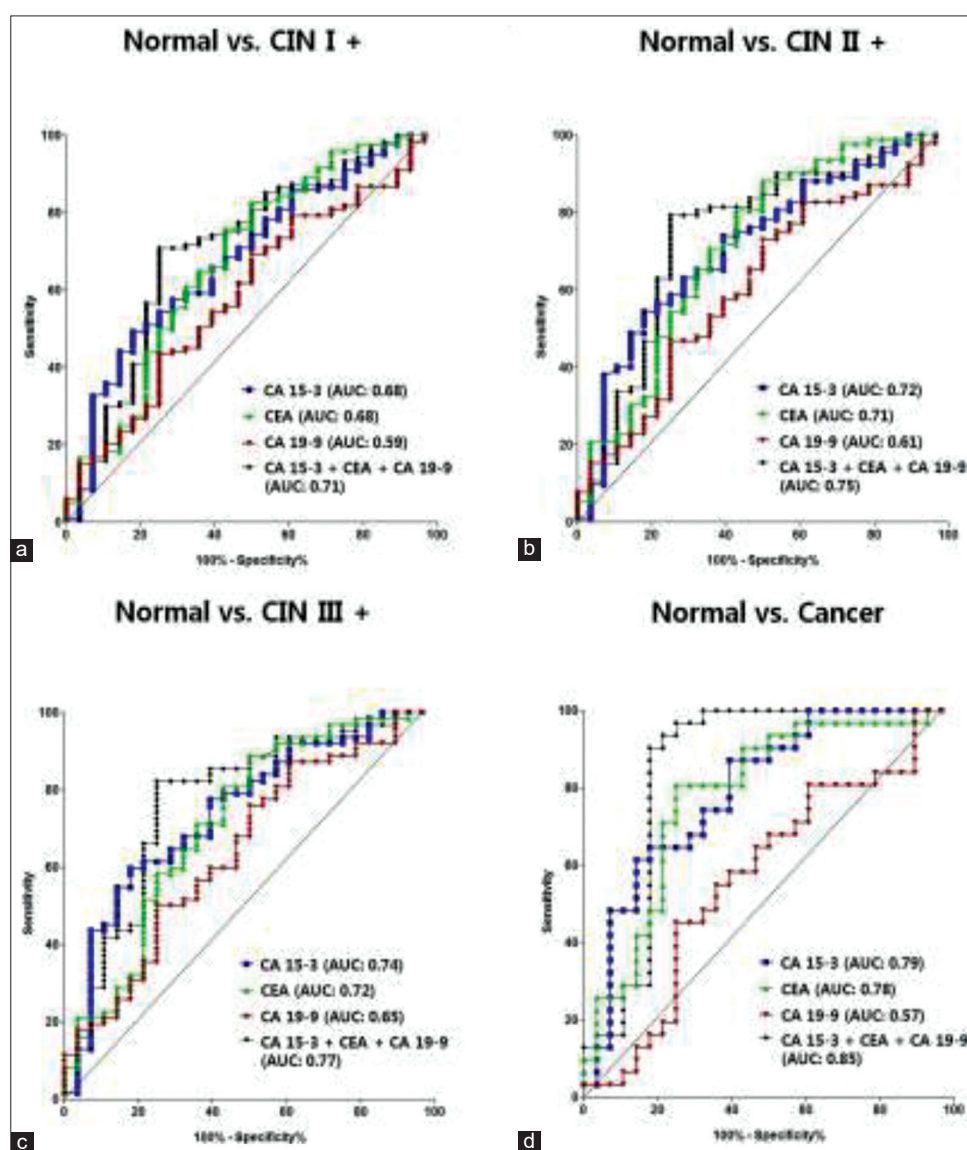 Normal vs. CIN I +
100
80
60
40
20
0
Sensitivity
CA 15-3 (AUC: 0.68)
CEA (AUC: 0.68)
CA 19-9 (AUC: 0.59)
CA 15-3 + CEA + CA 19-9
(AUC: 0.71)
0 20 40 60 80 100
100% - Specificity%
a
Normal vs. CIN II +
100
80
60
40
20
0
Sensitivity
CA 15-3 (AUC: 0.72)
CEA (AUC: 0.71)
CA 19-9 (AUC: 0.61)
CA 15-3 + CEA + CA 19-9
(AUC: 0.75)
0 20 40 60 80 100
100% - Specificity%
b
Normal vs. CIN III +
100
80
60
40
20
0
Sensitivity
CA 15-3 (AUC: 0.74)
CEA (AUC: 0.72)
CA 19-9 (AUC: 0.65)
CA 15-3 + CEA + CA 19-9
(AUC: 0.77)
0 20 40 60 80 100
100% - Specificity%
c
Normal vs. Cancer
100
80
60
40
20
0
Sensitivity
CA 15-3 (AUC: 0.79)
CEA (AUC: 0.78)
CA 19-9 (AUC: 0.57)
CA 15-3 + CEA + CA 19-9
(AUC: 0.85)
0 20 40 60 80 100
100% - Specificity%
d